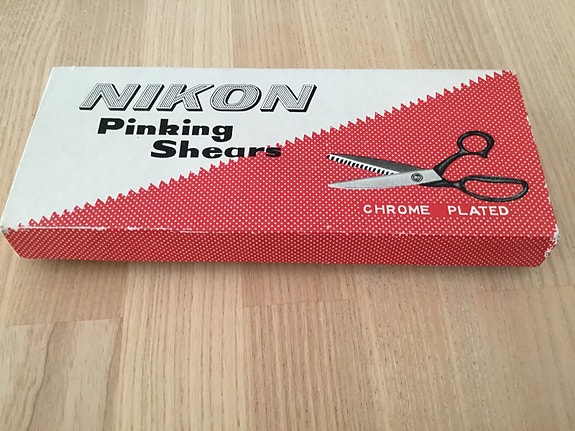 NIKON
Pinking
Shears
CHROME PLATED